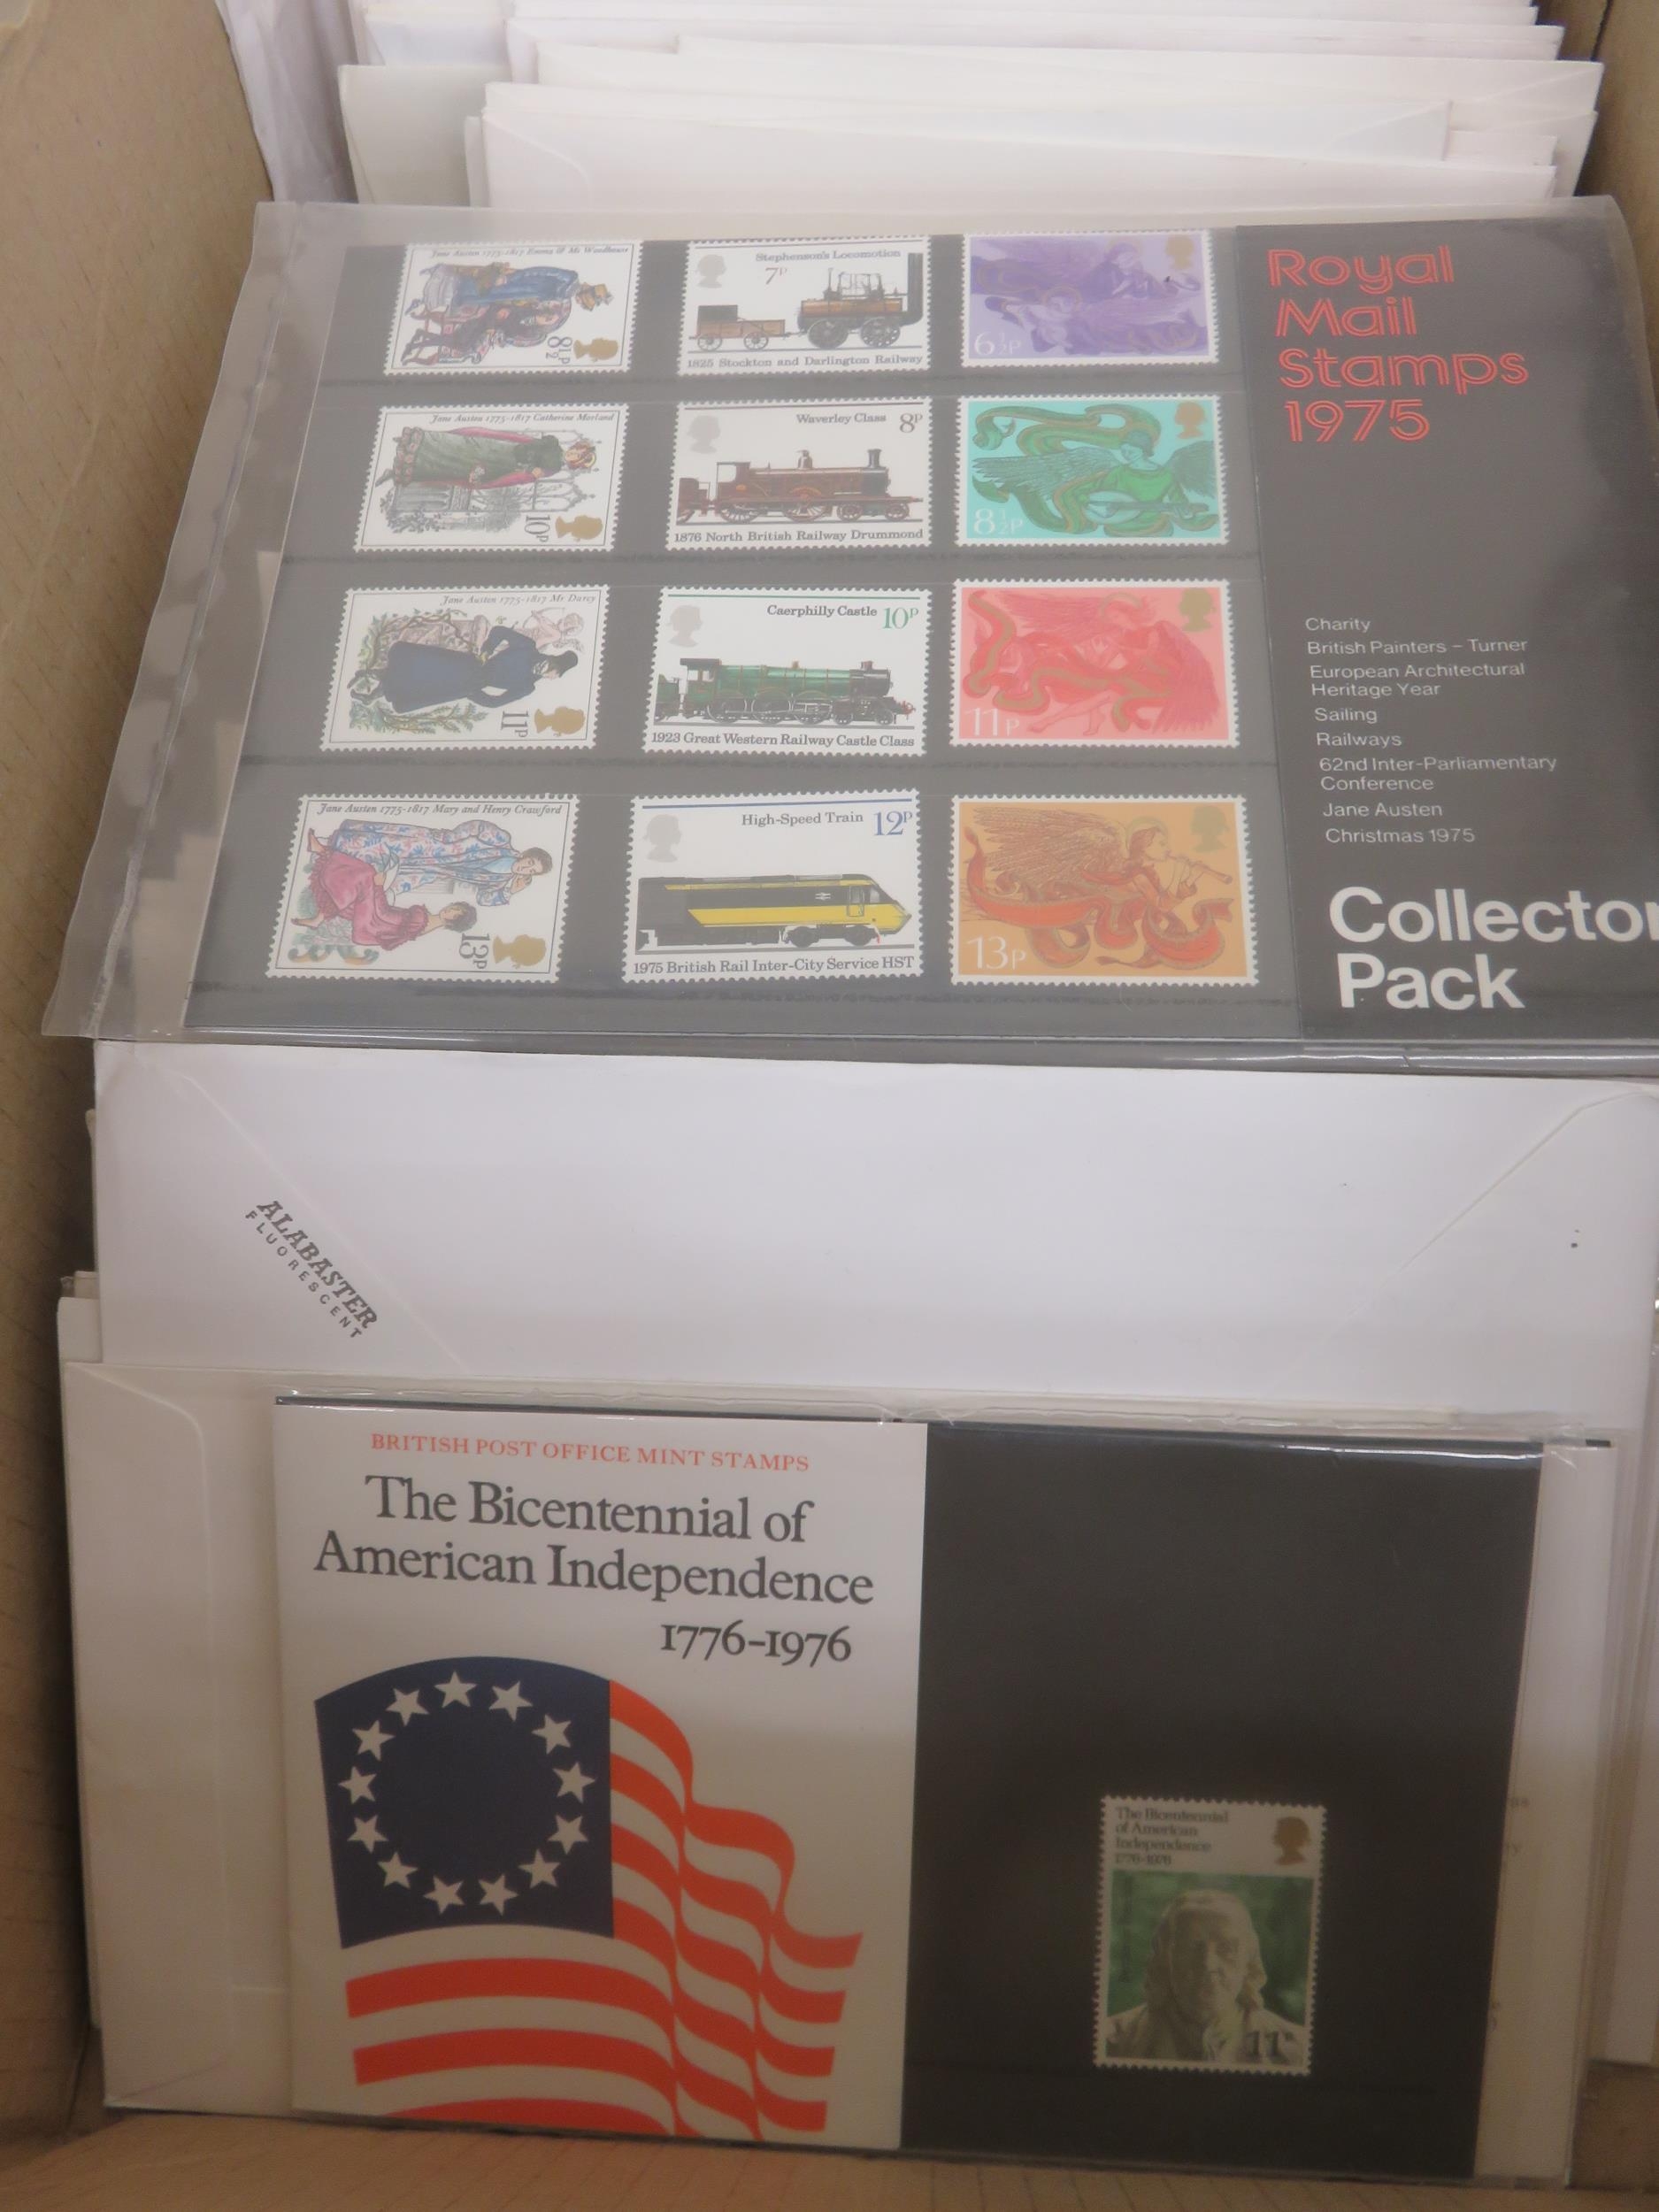 Jane Austen 1775-1817 Emma & Mr Woodhouse
8½P
Stephenson's Locomotion
7P
1825 Stockton and Darlington Railway
6½P
Royal
Mail
Stamps
1975
Jane Austen 1775-1817 Catherine Morland
10P
Waverley Class 8P
1876 North British Railway Drummond
8½P
Jane Austen 1775-1817 Mr Darcy
11P
Caerphilly Castle 10P
1923 Great Western Railway Castle Class
11P
Jane Austen 1775-1817 Mary and Henry Crawford
13P
High-Speed Train 12P
1975 British Rail Inter-City Service HST
13P
Charity
British Painters – Turner
European Architectural
Heritage Year
Sailing
Railways
62nd Inter-Parliamentary
Conference
Jane Austen
Christmas 1975
Collector
Pack
ALABASTER
FLUORESCENT
BRITISH POST OFFICE MINT STAMPS
The Bicentennial of
American Independence
1776-1976
The Bicentennial
of American
Independence
1776-1976
11P